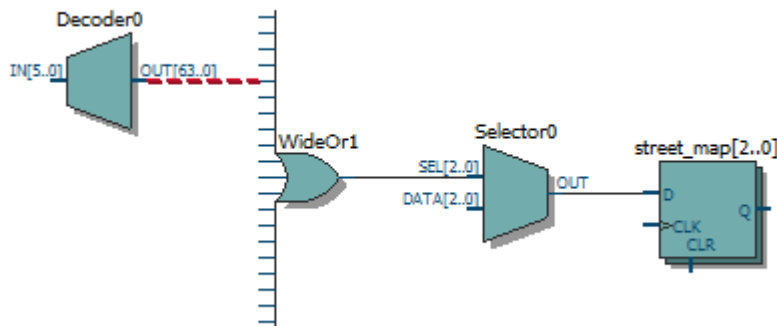 Decoder0
IN[5..0]
OUT[63..0]
WideOr1
SEL[2..0]
DATA[2..0]
Selector0
OUT
street_map[2..0]
D
CLK
CLR
Q